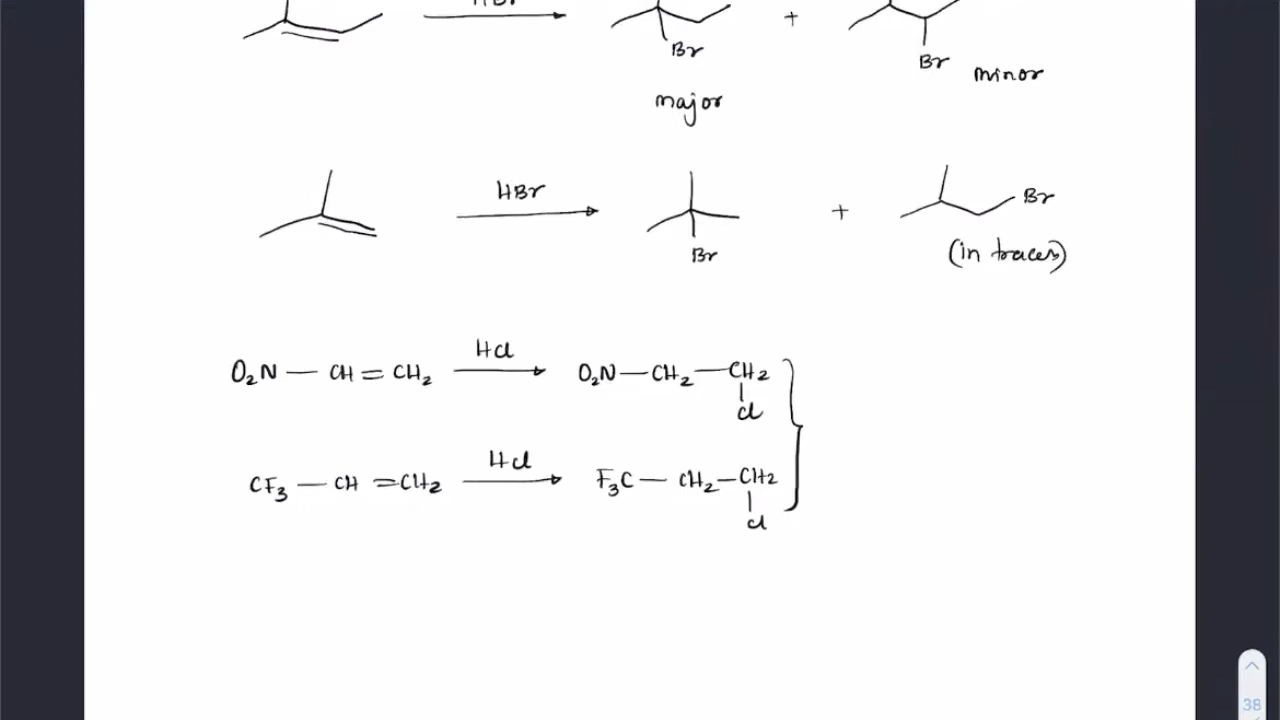 HBr
Br
+
Br
minor
major
HBr
Br
+
Br
(in traces)
O₂N — CH = CH₂ HCl O₂N — CH₂ — CH₂
Cl
CF₃ — CH = CH₂ HCl F₃C — CH₂ — CH₂
Cl
38